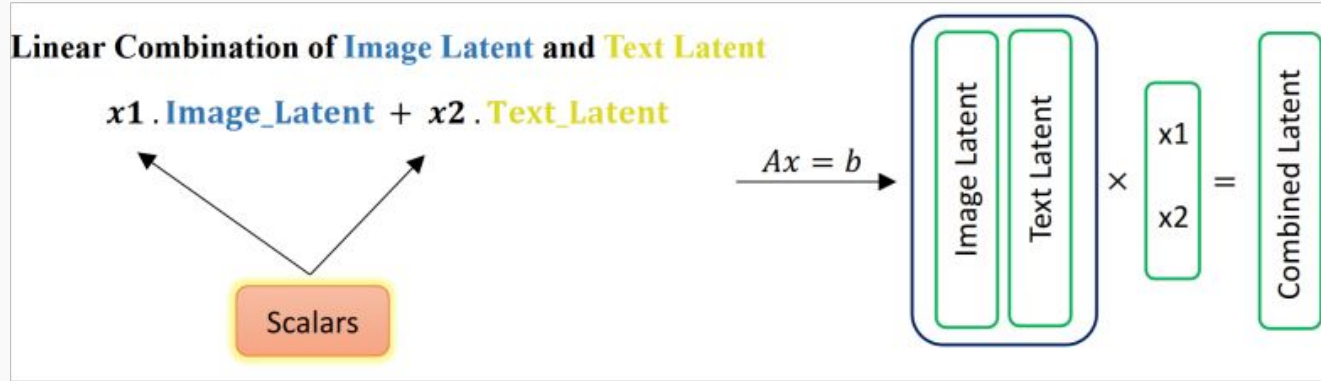 Linear Combination of Image Latent and Text Latent
x1 . Image_Latent + x2 . Text_Latent
Scalars
Ax = b
Image Latent
Text Latent
×
x1
x2
=
Combined Latent